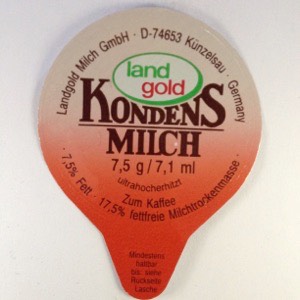 Landgold Milch GmbH · D-74653 Künzelsau · Germany
land
gold
KONDENS
MILCH
7,5 g / 7,1 ml
ultrahocherhitzt
Zum Kaffee
7,5% Fett · 17,5% fettfreie Milchtrockenmasse
Mindestens
haltbar
bis: siehe
Rückseite
Lasche